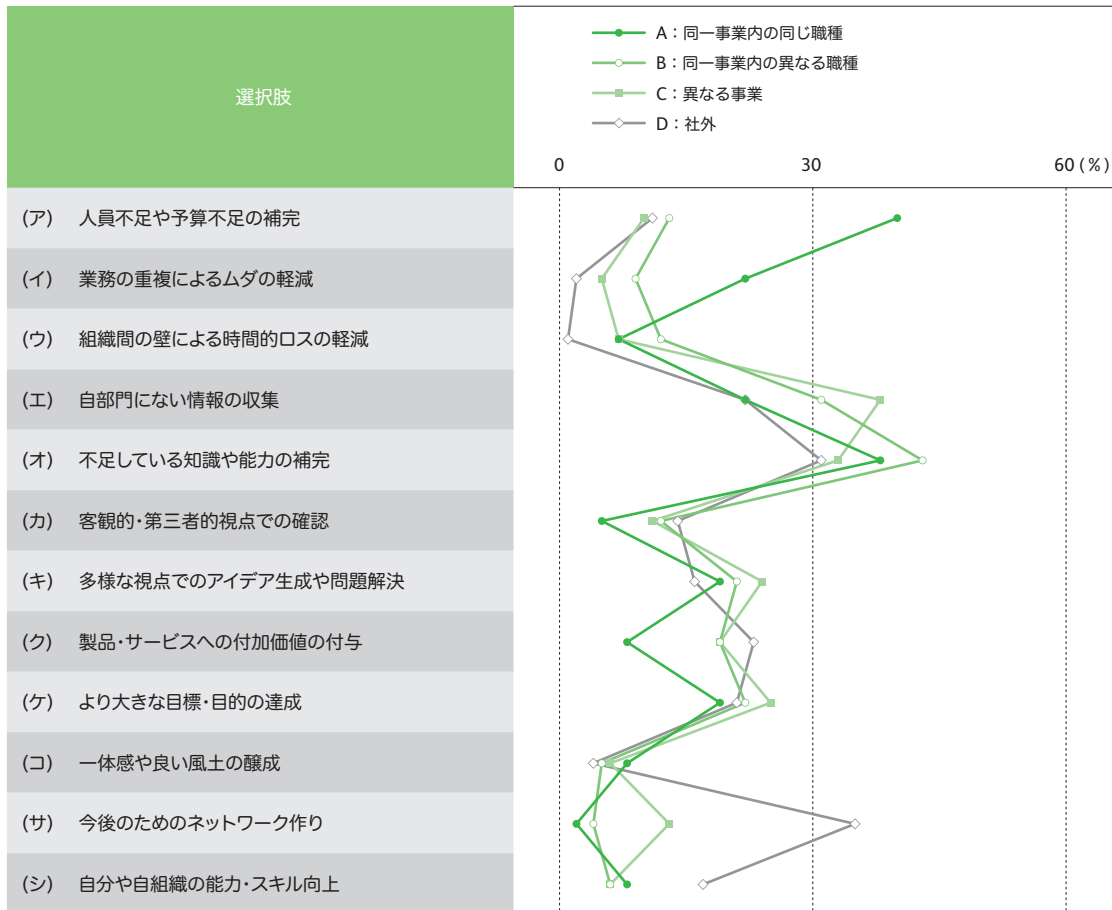 選択肢
A：同一事業内の同じ職種
B：同一事業内の異なる職種
C：異なる事業
D：社外
0 30 60(%)
(ア) 人員不足や予算不足の補完
(イ) 業務の重複によるムダの軽減
(ウ) 組織間の壁による時間的ロスの軽減
(エ) 自部門にない情報の収集
(オ) 不足している知識や能力の補完
(カ) 客観的・第三者的視点での確認
(キ) 多様な視点でのアイデア生成や問題解決
(ク) 製品・サービスへの付加価値の付与
(ケ) より大きな目標・目的の達成
(コ) 一体感や良い風土の醸成
(サ) 今後のためのネットワーク作り
(シ) 自分や自組織の能力・スキル向上